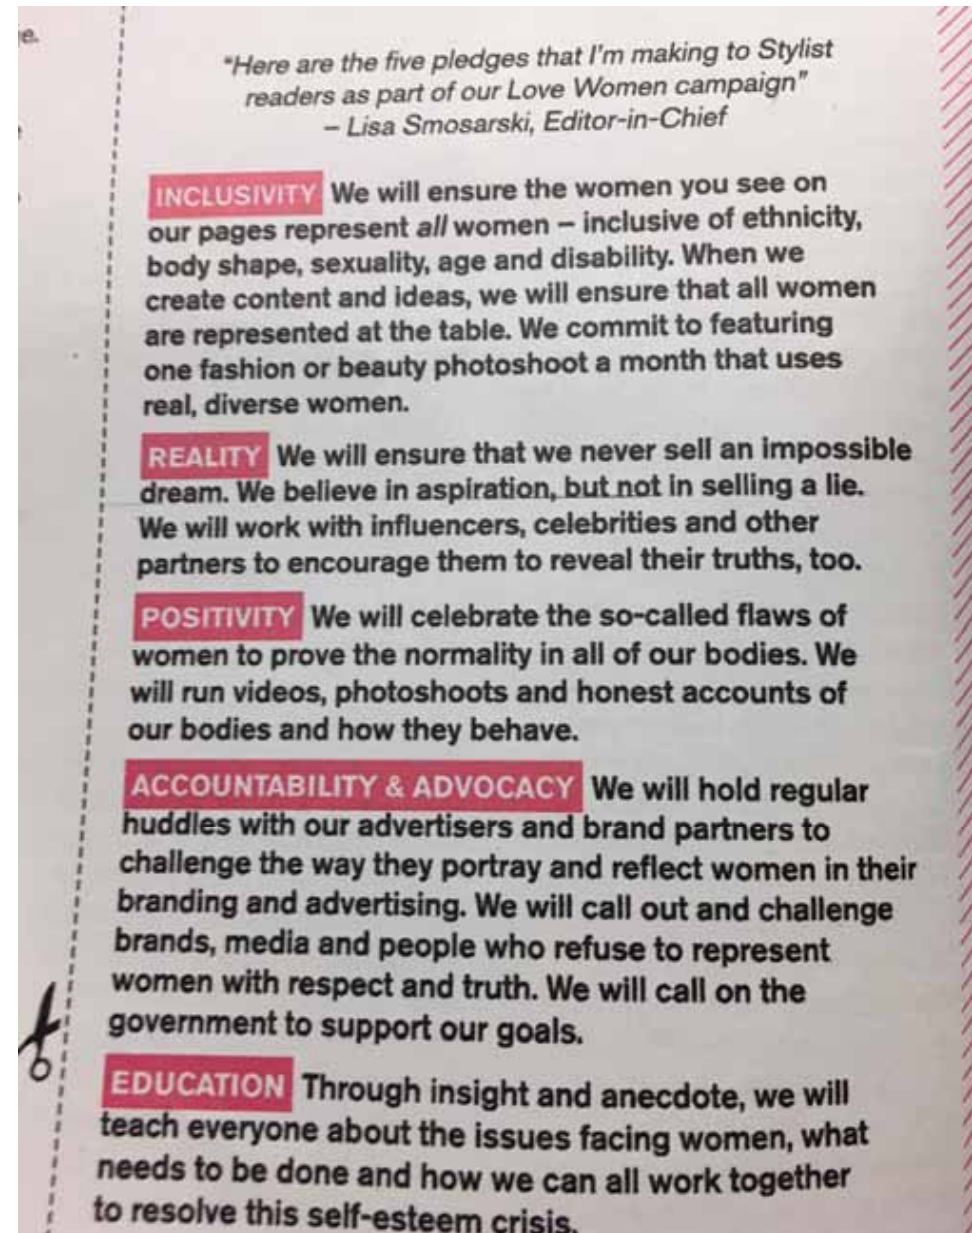 e.
"Here are the five pledges that I'm making to Stylist
readers as part of our Love Women campaign"
– Lisa Smosarski, Editor-in-Chief
INCLUSIVITY We will ensure the women you see on
our pages represent all women – inclusive of ethnicity,
body shape, sexuality, age and disability. When we
create content and ideas, we will ensure that all women
are represented at the table. We commit to featuring
one fashion or beauty photoshoot a month that uses
real, diverse women.
REALITY We will ensure that we never sell an impossible
dream. We believe in aspiration, but not in selling a lie.
We will work with influencers, celebrities and other
partners to encourage them to reveal their truths, too.
POSITIVITY We will celebrate the so-called flaws of
women to prove the normality in all of our bodies. We
will run videos, photoshoots and honest accounts of
our bodies and how they behave.
ACCOUNTABILITY & ADVOCACY We will hold regular
huddles with our advertisers and brand partners to
challenge the way they portray and reflect women in their
branding and advertising. We will call out and challenge
brands, media and people who refuse to represent
women with respect and truth. We will call on the
government to support our goals.
EDUCATION Through insight and anecdote, we will
teach everyone about the issues facing women, what
needs to be done and how we can all work together
to resolve this self-esteem crisis.